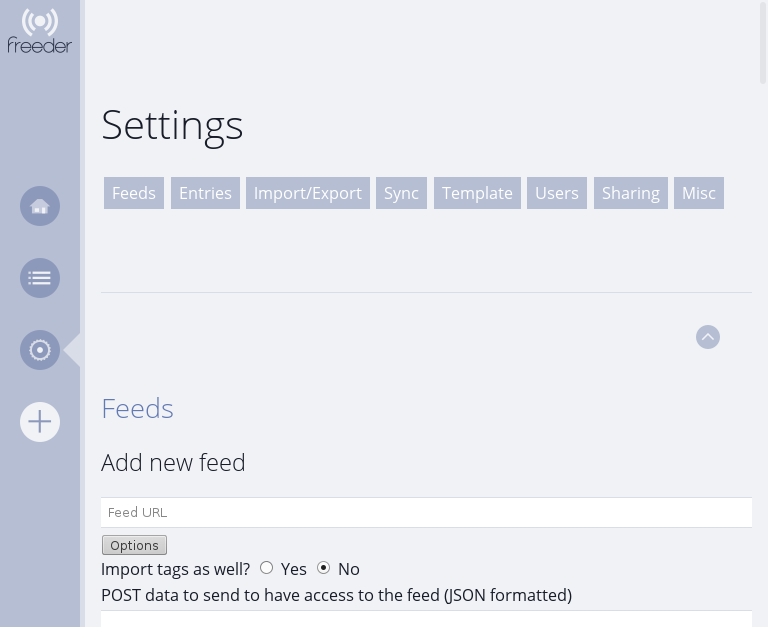 freeder
Settings
Feeds Entries Import/Export Sync Template Users Sharing Misc
Feeds
Add new feed
Feed URL
Options
Import tags as well? Yes No
POST data to send to have access to the feed (JSON formatted)